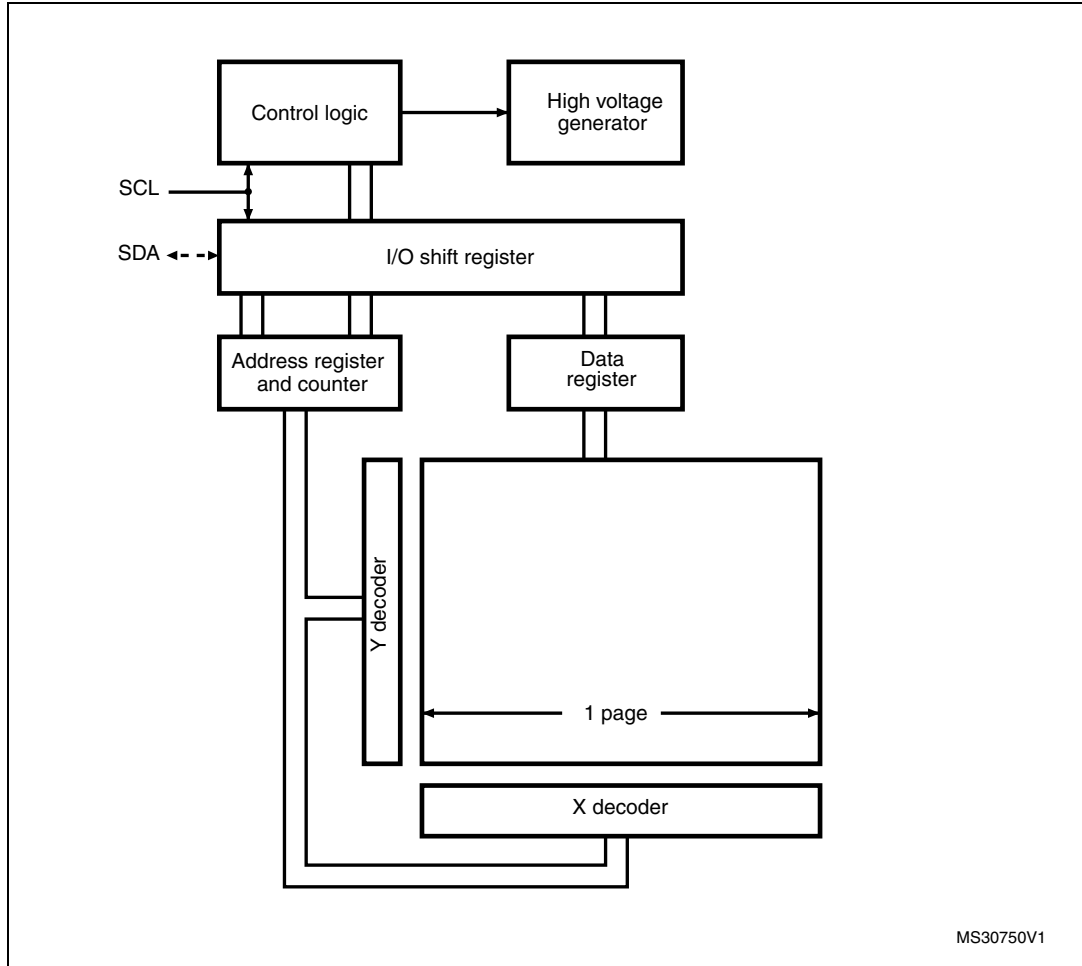 Control logic
High voltage
generator
SCL
SDA
I/O shift register
Address register
and counter
Data
register
Y decoder
1 page
X decoder
MS30750V1